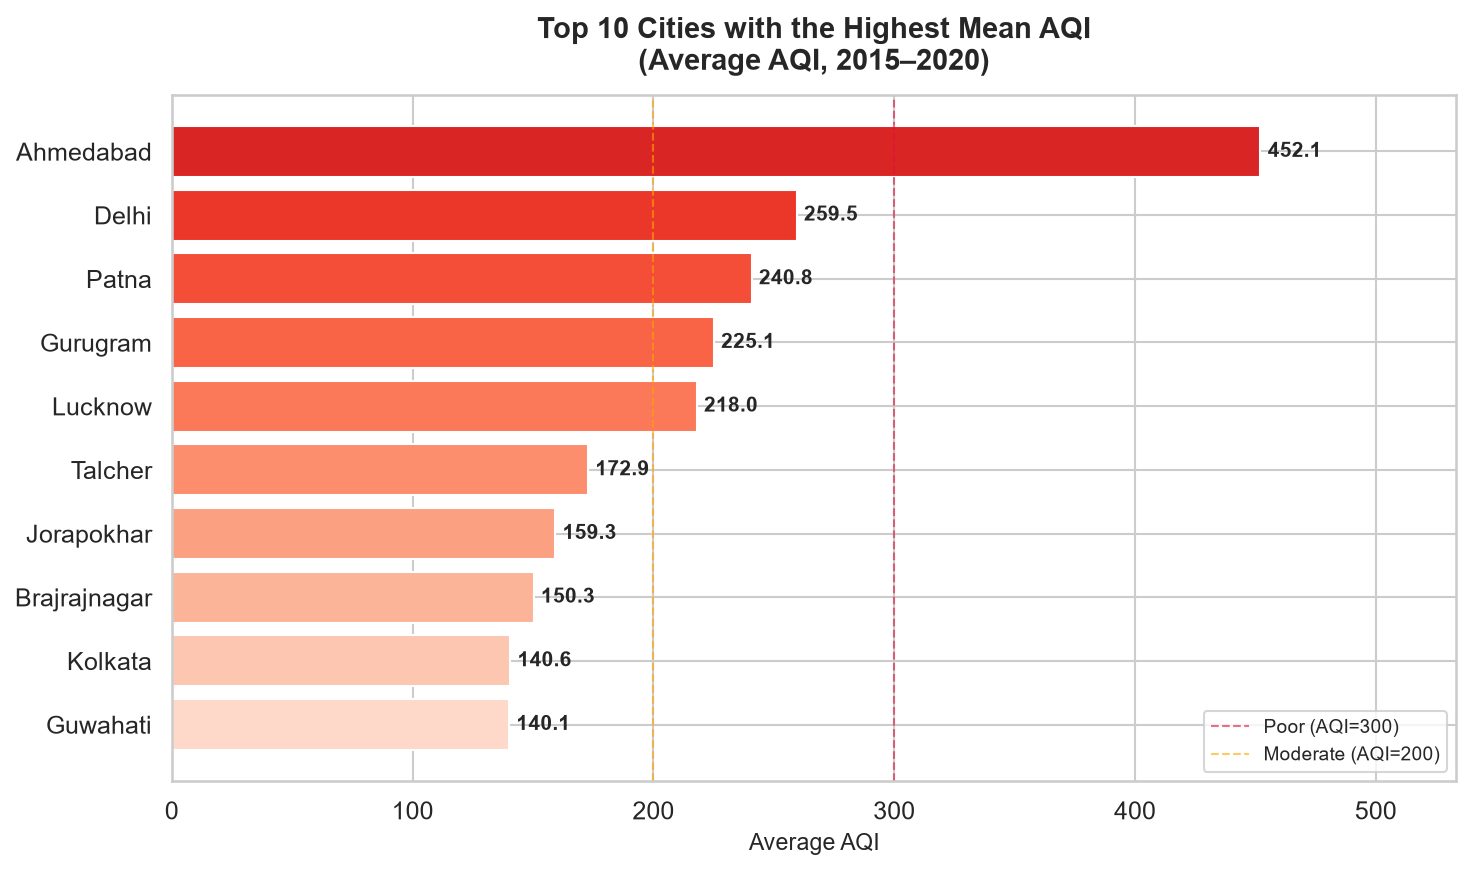 Top 10 Cities with the Highest Mean AQI
(Average AQI, 2015–2020)
Ahmedabad 452.1
Delhi 259.5
Patna 240.8
Gurugram 225.1
Lucknow 218.0
Talcher 172.9
Jorapokhar 159.3
Brajrajnagar 150.3
Kolkata 140.6
Guwahati 140.1
Poor (AQI=300)
Moderate (AQI=200)
0 100 200 300 400 500
Average AQI